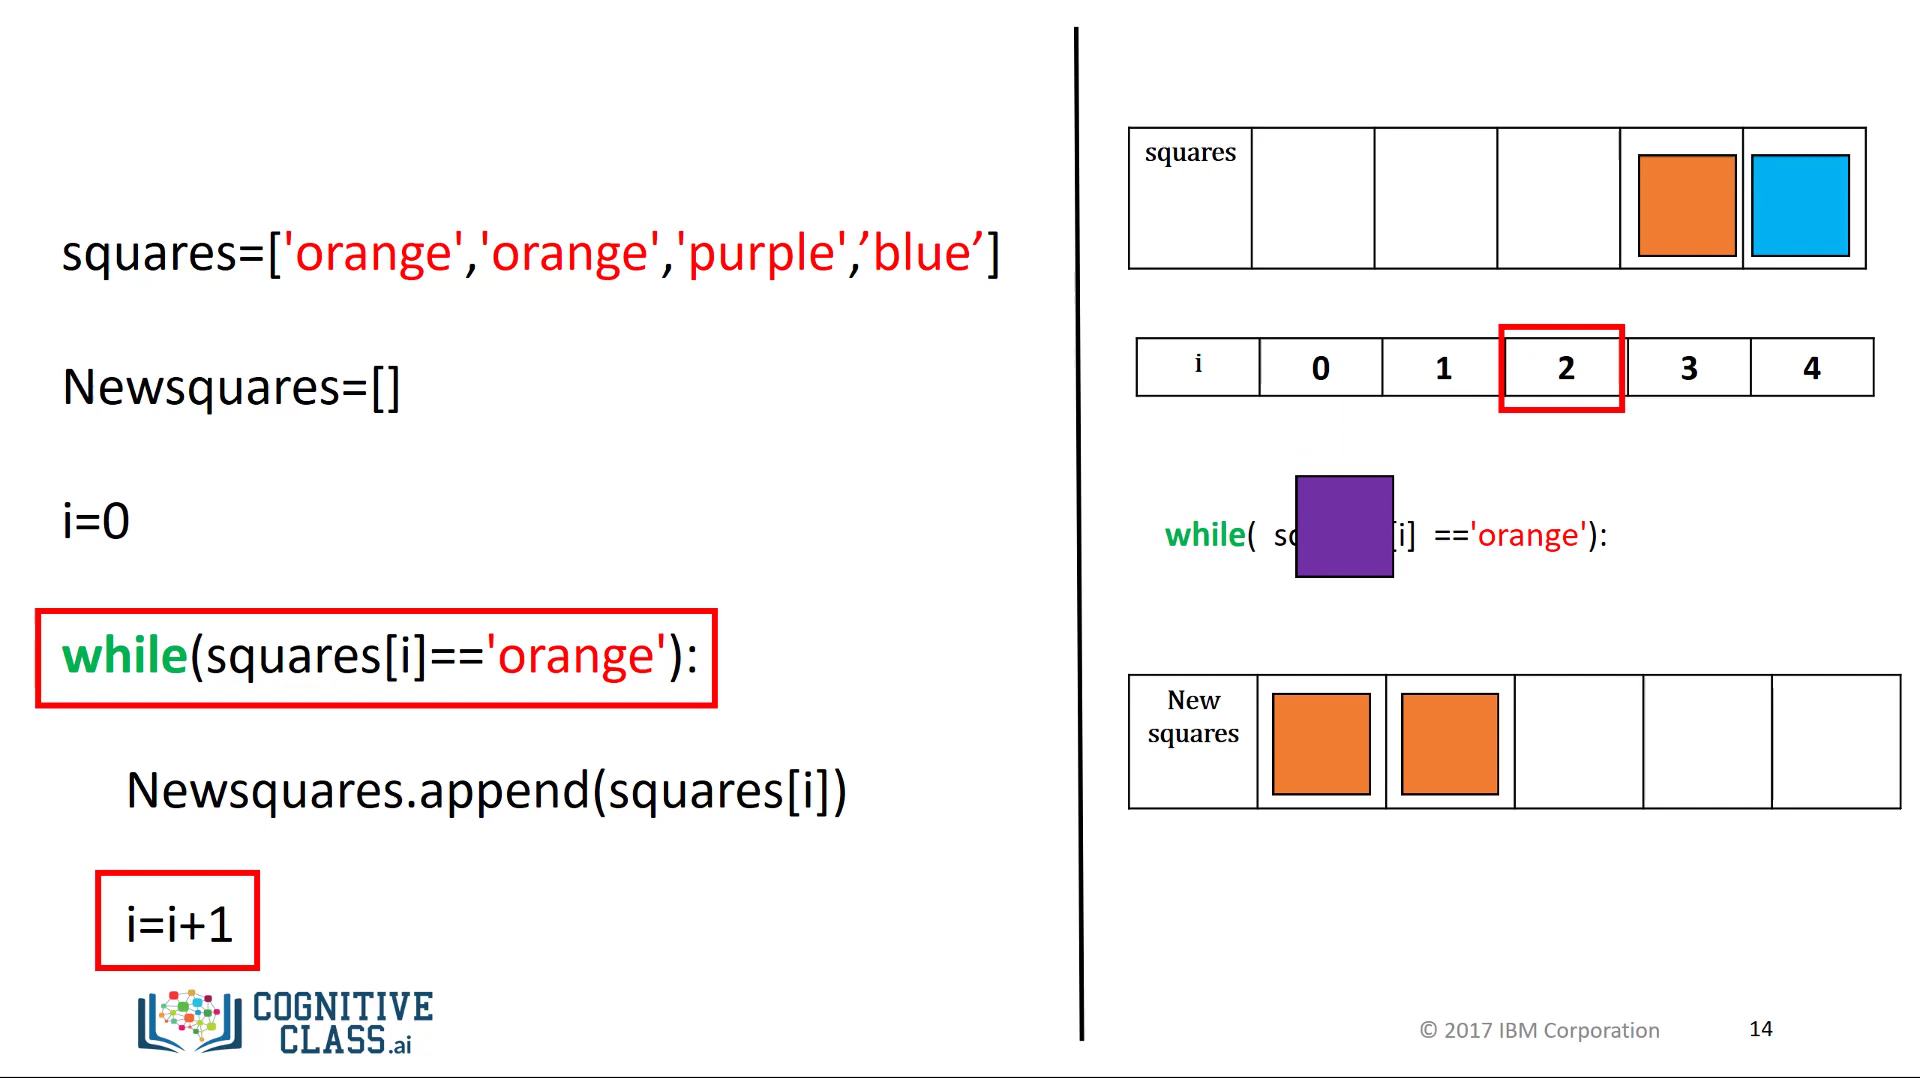 squares=['orange','orange','purple',’blue’]
Newsquares=[]
i=0
while(squares[i]=='orange'):
Newsquares.append(squares[i])
i=i+1
COGNITIVE
CLASS.ai
squares
i 0 1 2 3 4
while( [i] =='orange'):
New
squares
© 2017 IBM Corporation 14